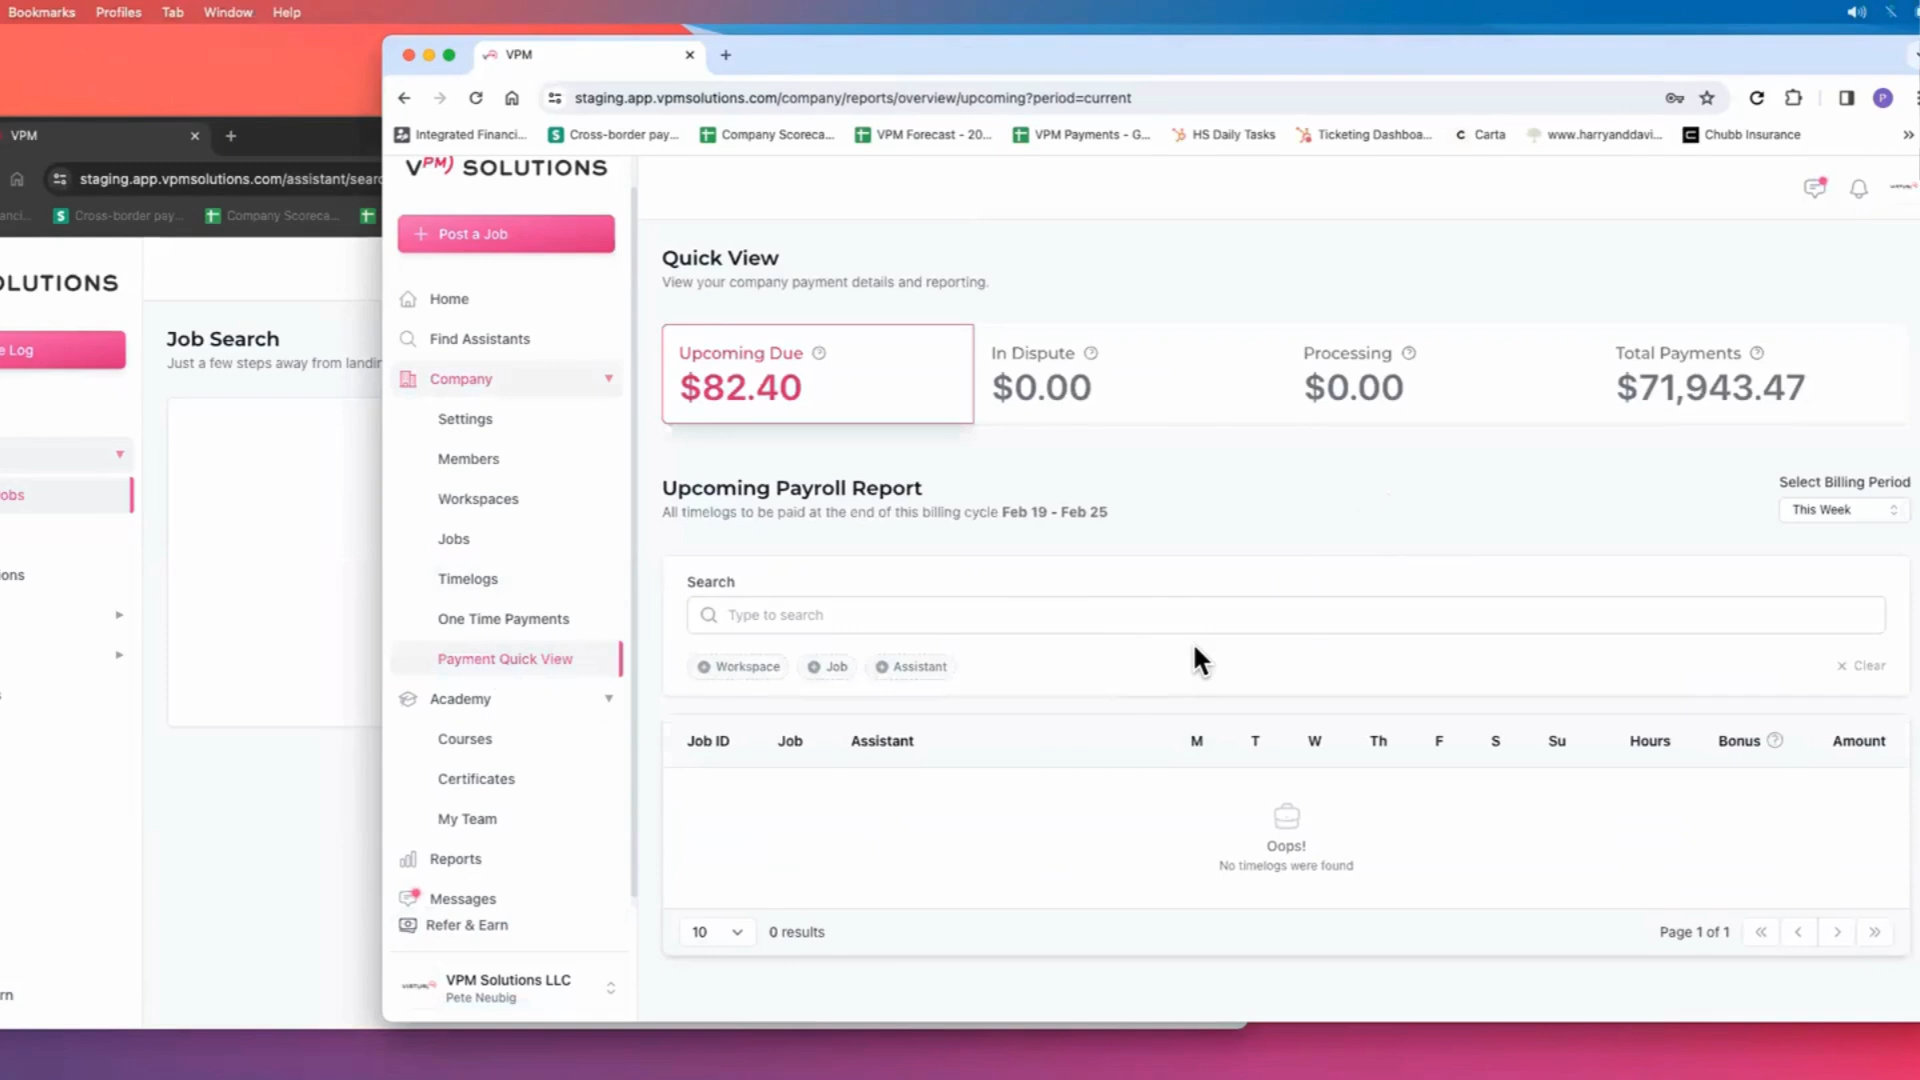 Bookmarks Profiles Tab Window Help
VPM
VPM
staging.app.vpmsolutions.com/company/reports/overview/upcoming?period=current
P
Integrated Financi... Cross-border pay... Company Scoreca... VPM Forecast - 20... VPM Payments - G... HS Daily Tasks Ticketing Dashboa... Carta www.harryanddavi... Chubb Insurance
staging.app.vpmsolutions.com/assistant/searc
anci... Cross-border pay... Company Scoreca...
OLUTIONS
e Log
obs
ions
rn
Job Search
Just a few steps away from landin
VPM) SOLUTIONS
+ Post a Job
Home
Find Assistants
Company
Settings
Members
Workspaces
Jobs
Timelogs
One Time Payments
Payment Quick View
Academy
Courses
Certificates
My Team
Reports
Messages
Refer & Earn
VPM Solutions LLC
Pete Neubig
Quick View
View your company payment details and reporting.
Upcoming Due
$82.40
In Dispute
$0.00
Processing
$0.00
Total Payments
$71,943.47
Upcoming Payroll Report
All timelogs to be paid at the end of this billing cycle Feb 19 - Feb 25
Select Billing Period
This Week
Search
Type to search
Workspace Job Assistant
Clear
Job ID Job Assistant M T W Th F S Su Hours Bonus Amount
Oops!
No timelogs were found
10 0 results
Page 1 of 1